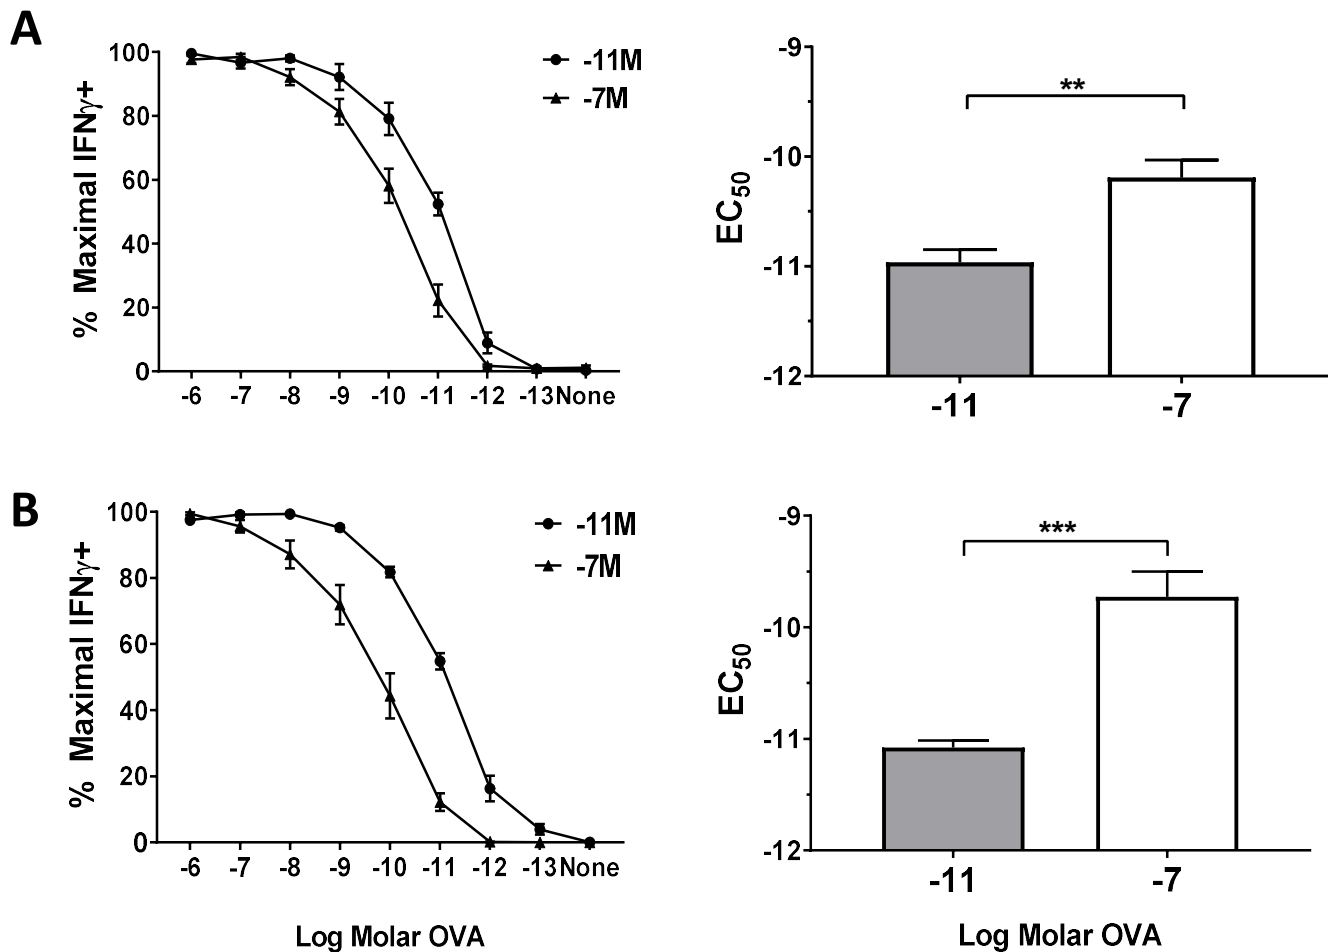 A
% Maximal IFNγ+
100
80
60
40
20
0
-6 -7 -8 -9 -10 -11 -12 -13 None
-11M
-7M
EC50
-9
-10
-11
-12
**
-11 -7
B
% Maximal IFNγ+
100
80
60
40
20
0
-6 -7 -8 -9 -10 -11 -12 -13 None
Log Molar OVA
-11M
-7M
EC50
-9
-10
-11
-12
***
-11 -7
Log Molar OVA